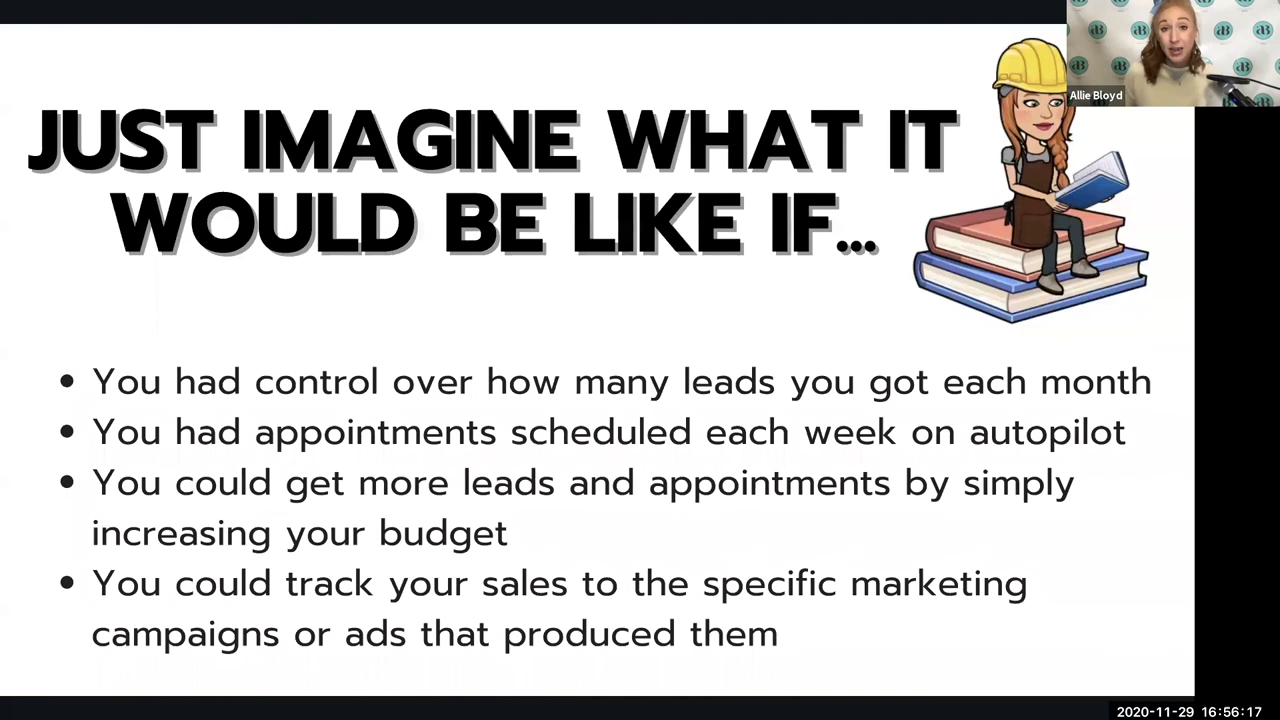 JUST IMAGINE WHAT IT
WOULD BE LIKE IF...
Allie Bloyd
• You had control over how many leads you got each month
• You had appointments scheduled each week on autopilot
• You could get more leads and appointments by simply
increasing your budget
• You could track your sales to the specific marketing
campaigns or ads that produced them
2020-11-29 16:56:17